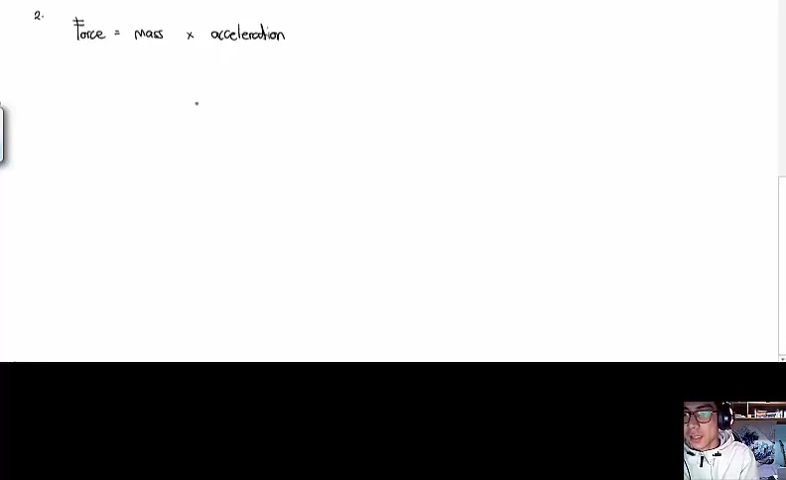 2.
Force = mass x acceleration